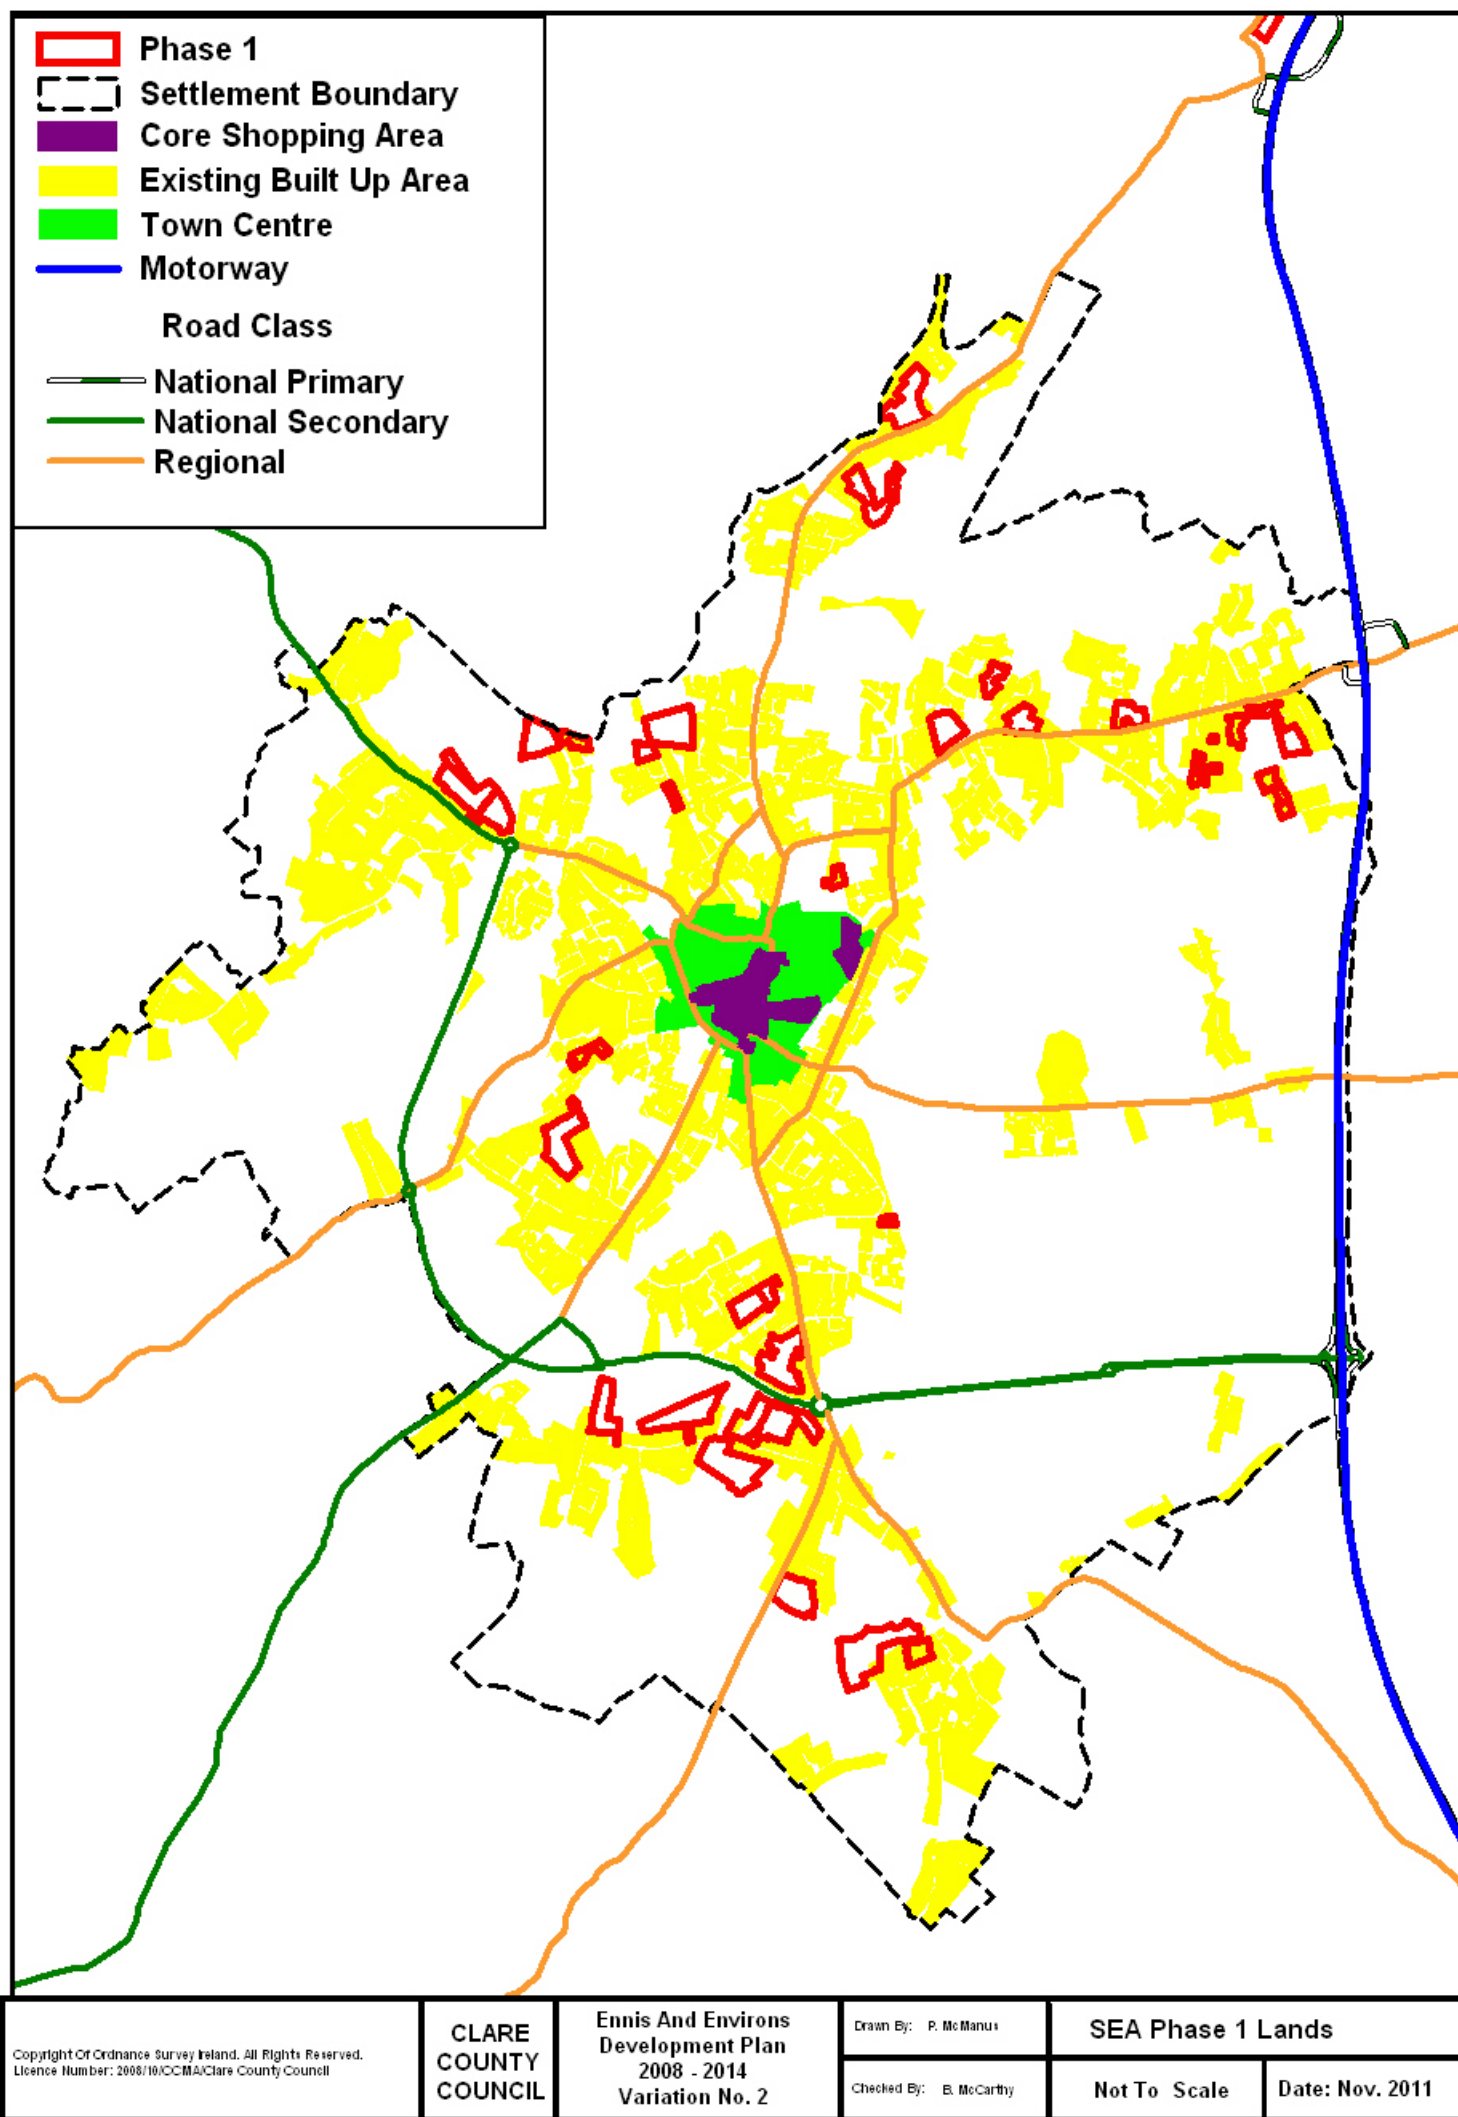 Phase 1
Settlement Boundary
Core Shopping Area
Existing Built Up Area
Town Centre
Motorway
Road Class
National Primary
National Secondary
Regional
Copyright Of Ordnance Survey Ireland. All Rights Reserved.
Licence Number: 2008/10/CCMA/Clare County Council
CLARE
COUNTY
COUNCIL
Ennis And Environs
Development Plan
2008 - 2014
Variation No. 2
Drawn By: P. McManus
Checked By: B. McCarthy
SEA Phase 1 Lands
Not To Scale
Date: Nov. 2011